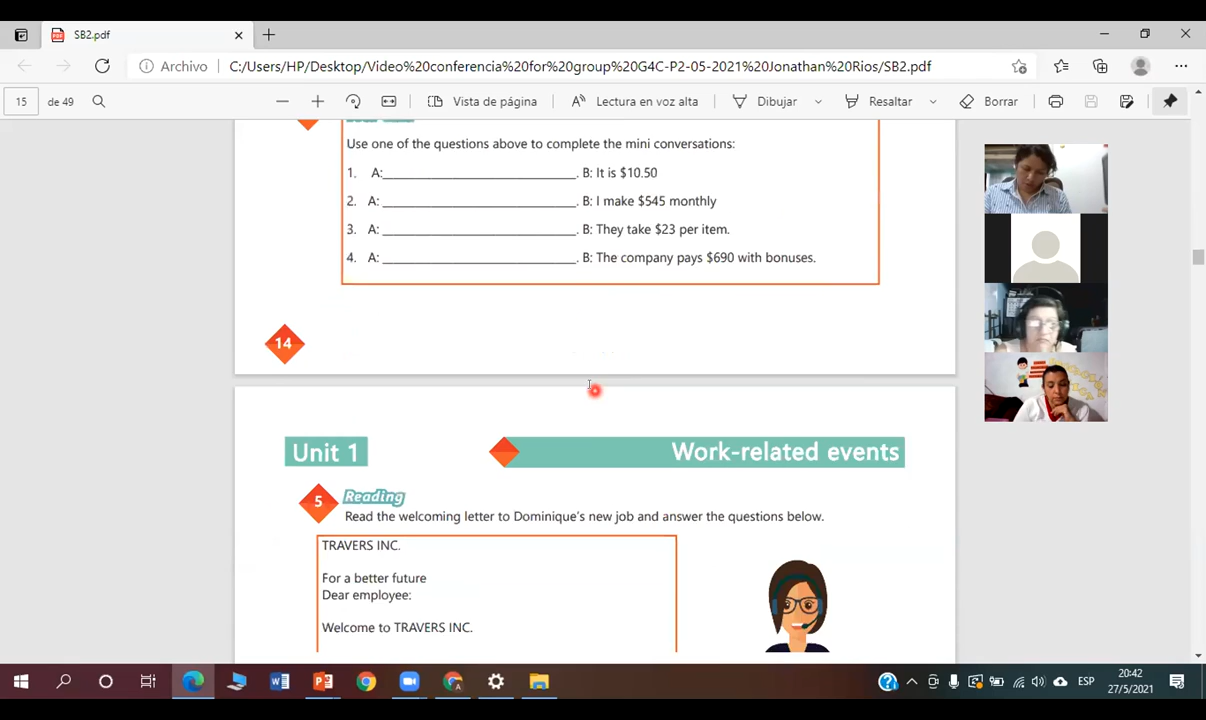 SB2.pdf
Archivo C:/Users/HP/Desktop/Video%20conferencia%20for%20group%20G4C-P2-05-2021%20Jonathan%20Rios/SB2.pdf
15 de 49 Vista de página Lectura en voz alta Dibujar Resaltar Borrar
Use one of the questions above to complete the mini conversations:
1. A:___________________________. B: It is $10.50
2. A: ___________________________. B: I make $545 monthly
3. A: ___________________________. B: They take $23 per item.
4. A: ___________________________. B: The company pays $690 with bonuses.
14
Unit 1 Work-related events
5 Reading
Read the welcoming letter to Dominique's new job and answer the questions below.
TRAVERS INC.
For a better future
Dear employee:
Welcome to TRAVERS INC.
ESP
20:42
27/5/2021